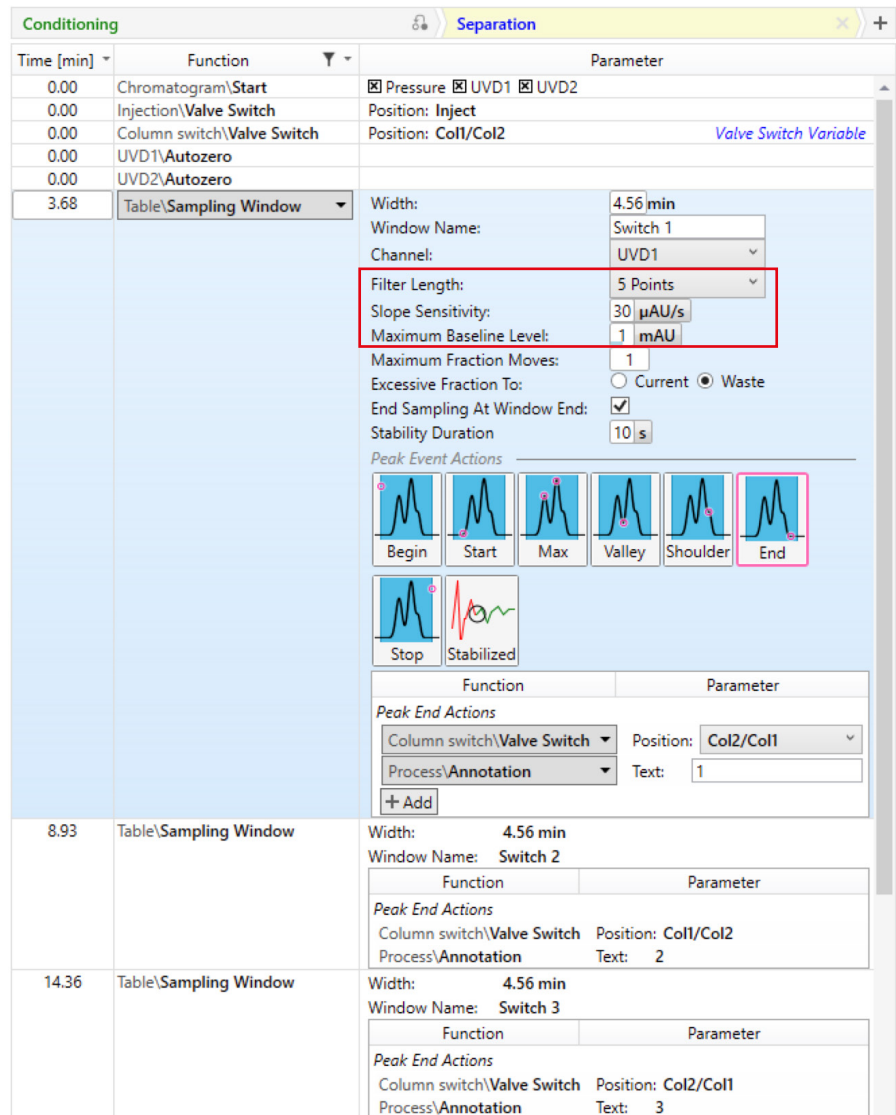 Conditioning Separation
Time [min] Function Parameter
0.00 Chromatogram\Start Pressure UVD1 UVD2
0.00 Injection\Valve Switch Position: Inject
0.00 Column switch\Valve Switch Position: Col1/Col2 Valve Switch Variable
0.00 UVD1\Autozero
0.00 UVD2\Autozero
3.68 Table\Sampling Window Width: 4.56 min
Window Name: Switch 1
Channel: UVD1
Filter Length: 5 Points
Slope Sensitivity: 30 µAU/s
Maximum Baseline Level: 1 mAU
Maximum Fraction Moves: 1
Excessive Fraction To: Current Waste
End Sampling At Window End:
Stability Duration 10 s
Peak Event Actions
Begin Start Max Valley Shoulder End
Stop Stabilized
Function Parameter
Peak End Actions
Column switch\Valve Switch Position: Col2/Col1
Process\Annotation Text: 1
+ Add
8.93 Table\Sampling Window Width: 4.56 min
Window Name: Switch 2
Function Parameter
Peak End Actions
Column switch\Valve Switch Position: Col1/Col2
Process\Annotation Text: 2
14.36 Table\Sampling Window Width: 4.56 min
Window Name: Switch 3
Function Parameter
Peak End Actions
Column switch\Valve Switch Position: Col2/Col1
Process\Annotation Text: 3